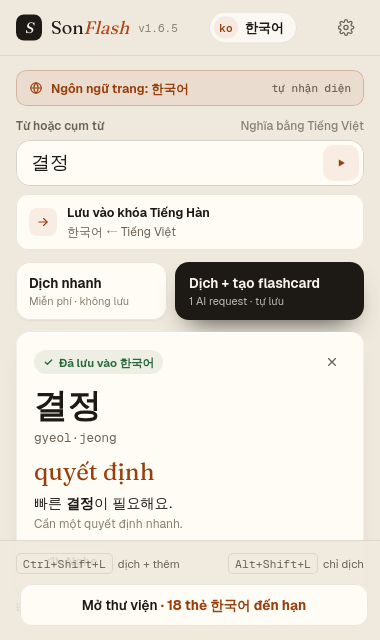 S SonFlash v1.6.5 ko 한국어
Ngôn ngữ trang: 한국어 tự nhận diện
Từ hoặc cụm từ Nghĩa bằng Tiếng Việt
결정
Lưu vào khóa Tiếng Hàn
한국어 ← Tiếng Việt
Dịch nhanh Dịch + tạo flashcard
Miễn phí · không lưu 1 AI request · tự lưu
✓ Đã lưu vào 한국어 ×
결정
gyeol·jeong
quyết định
빠른 결정이 필요해요.
Cần một quyết định nhanh.
Ctrl+Shift+L dịch + thêm Alt+Shift+L chỉ dịch
Mở thư viện · 18 thẻ 한국어 đến hạn